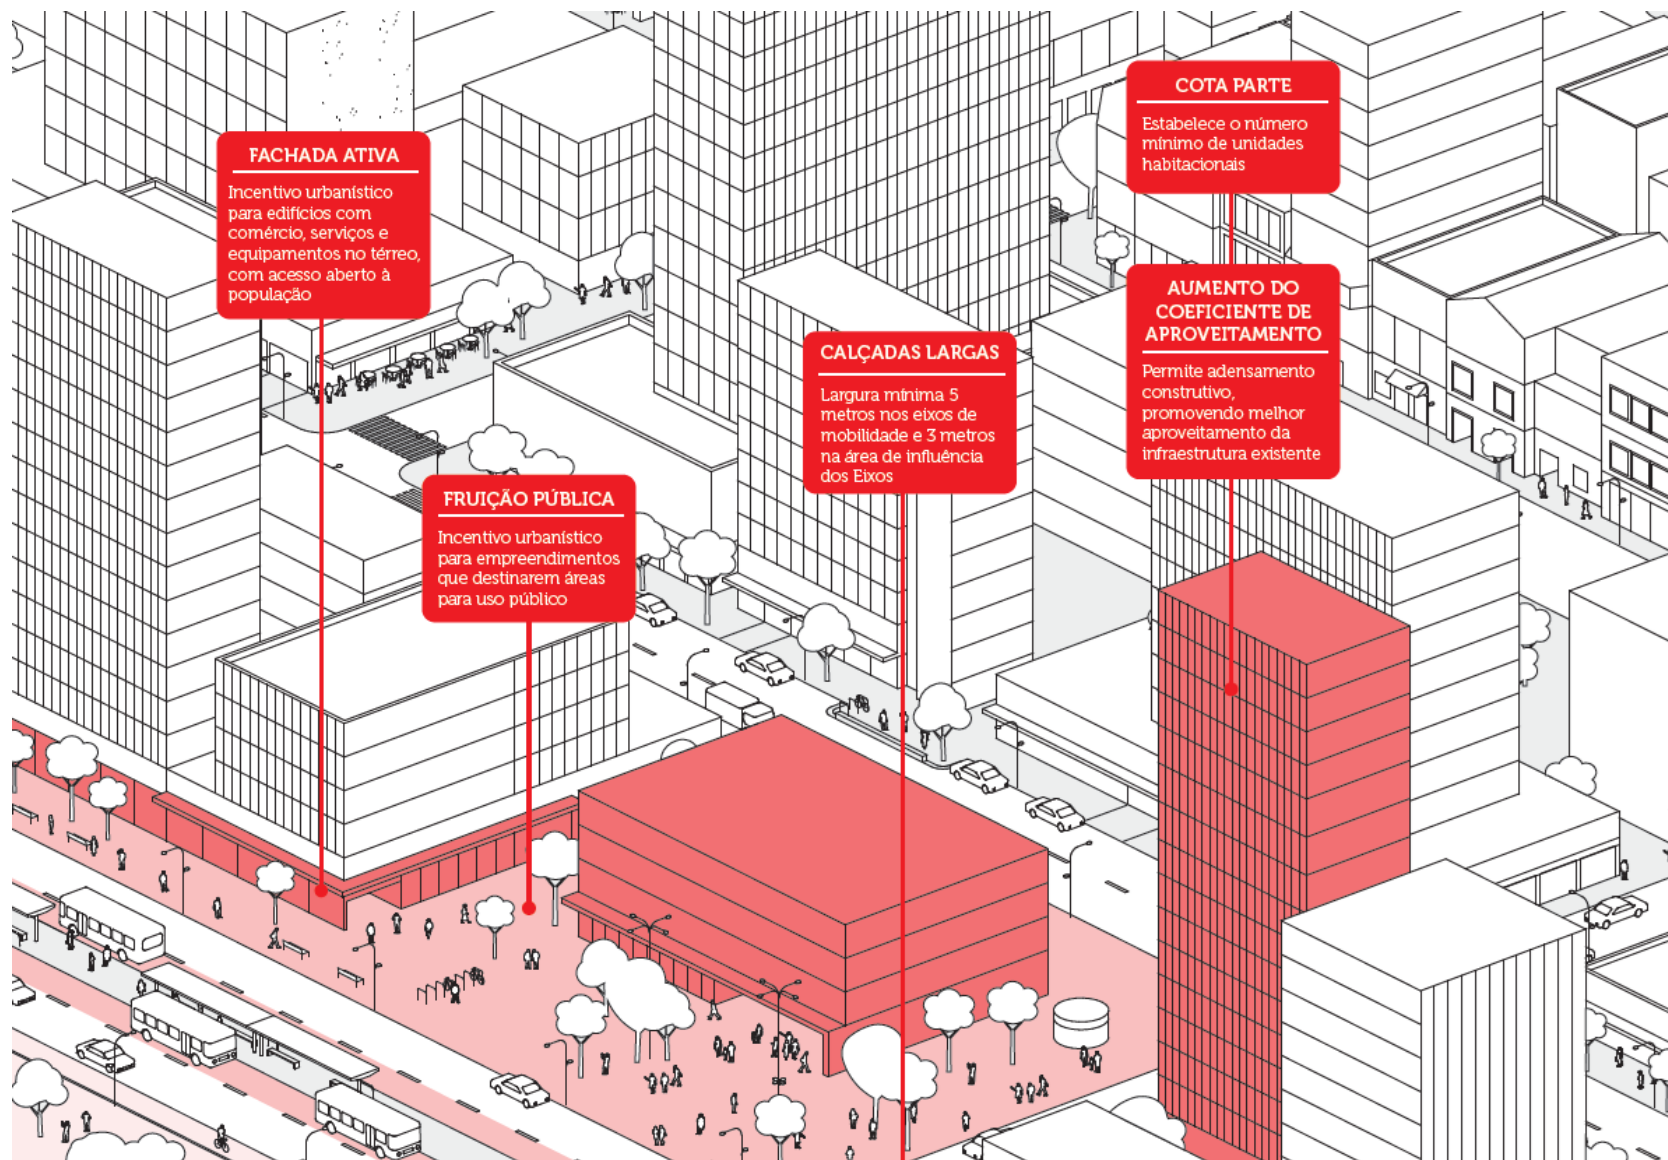 COTA PARTE
Estabelece o número
mínimo de unidades
habitacionais
FACHADA ATIVA
Incentivo urbanístico
para edifícios com
comércio, serviços e
equipamentos no térreo,
com acesso aberto à
população
AUMENTO DO
COEFICIENTE DE
APROVEITAMENTO
Permite adensamento
construtivo,
promovendo melhor
aproveitamento da
infraestrutura existente
CALÇADAS LARGAS
Largura mínima 5
metros nos eixos de
mobilidade e 3 metros
na área de influência
dos Eixos
FRUIÇÃO PÚBLICA
Incentivo urbanístico
para empreendimentos
que destinarem áreas
para uso público